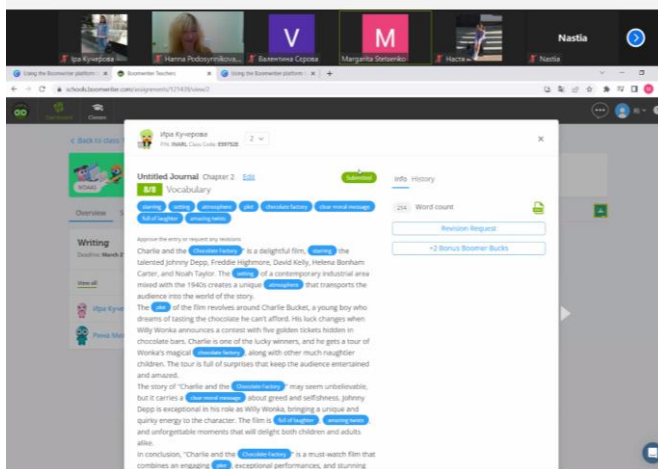 Nastia
V
M
Іра Кучерова
Hanna Podosynnikova...
Валентина Серова
Margarita Stetsenko
Настя
Nastia
Using the Boomwriter platform
Boomwriter Teachers
Using the Boomwriter platform
schools.boomwriter.com/assignments/121439/view/2
Dashboard
Classes
< Back to class:
Ира Кучерова
2
Overview
Writing
Deadline: March 2
View all
Ира Куче
Untitled Journal Chapter 2 Edit
Submitted
8/8 Vocabulary
starring setting atmosphere plot chocolate factory clear moral message
full of laughter amazing twists
Approve the entry or request any revisions
Charlie and the Chocolate Factory" is a delightful film, starring the
talented Johnny Depp, Freddie Highmore, David Kelly, Helena Bonham
Carter, and Noah Taylor. The setting of a contemporary industrial area
mixed with the 1940s creates a unique atmosphere that transports the
audience into the world of the story.
The plot of the film revolves around Charlie Bucket, a young boy who
dreams of tasting the chocolate he can't afford. His luck changes when
Willy Wonka announces a contest with five golden tickets hidden in
chocolate bars. Charlie is one of the lucky winners, and he gets a tour of
Wonka's magical chocolate factory, along with other much naughtier
children. The tour is full of surprises that keep the audience entertained
and amazed.
The story of "Charlie and the Chocolate Factory" may seem unbelievable,
but it carries a clear moral message about greed and selfishness. Johnny
Depp is exceptional in his role as Willy Wonka, bringing a unique and
quirky energy to the character. The film is full of laughter, amazing twists,
and unforgettable moments that will delight both children and adults
alike.
In conclusion, "Charlie and the Chocolate Factory" is a must-watch film that
combines an engaging plot, exceptional performances, and stunning
Info History
254 Word count
Revision Request
+2 Bonus Boomer Bucks